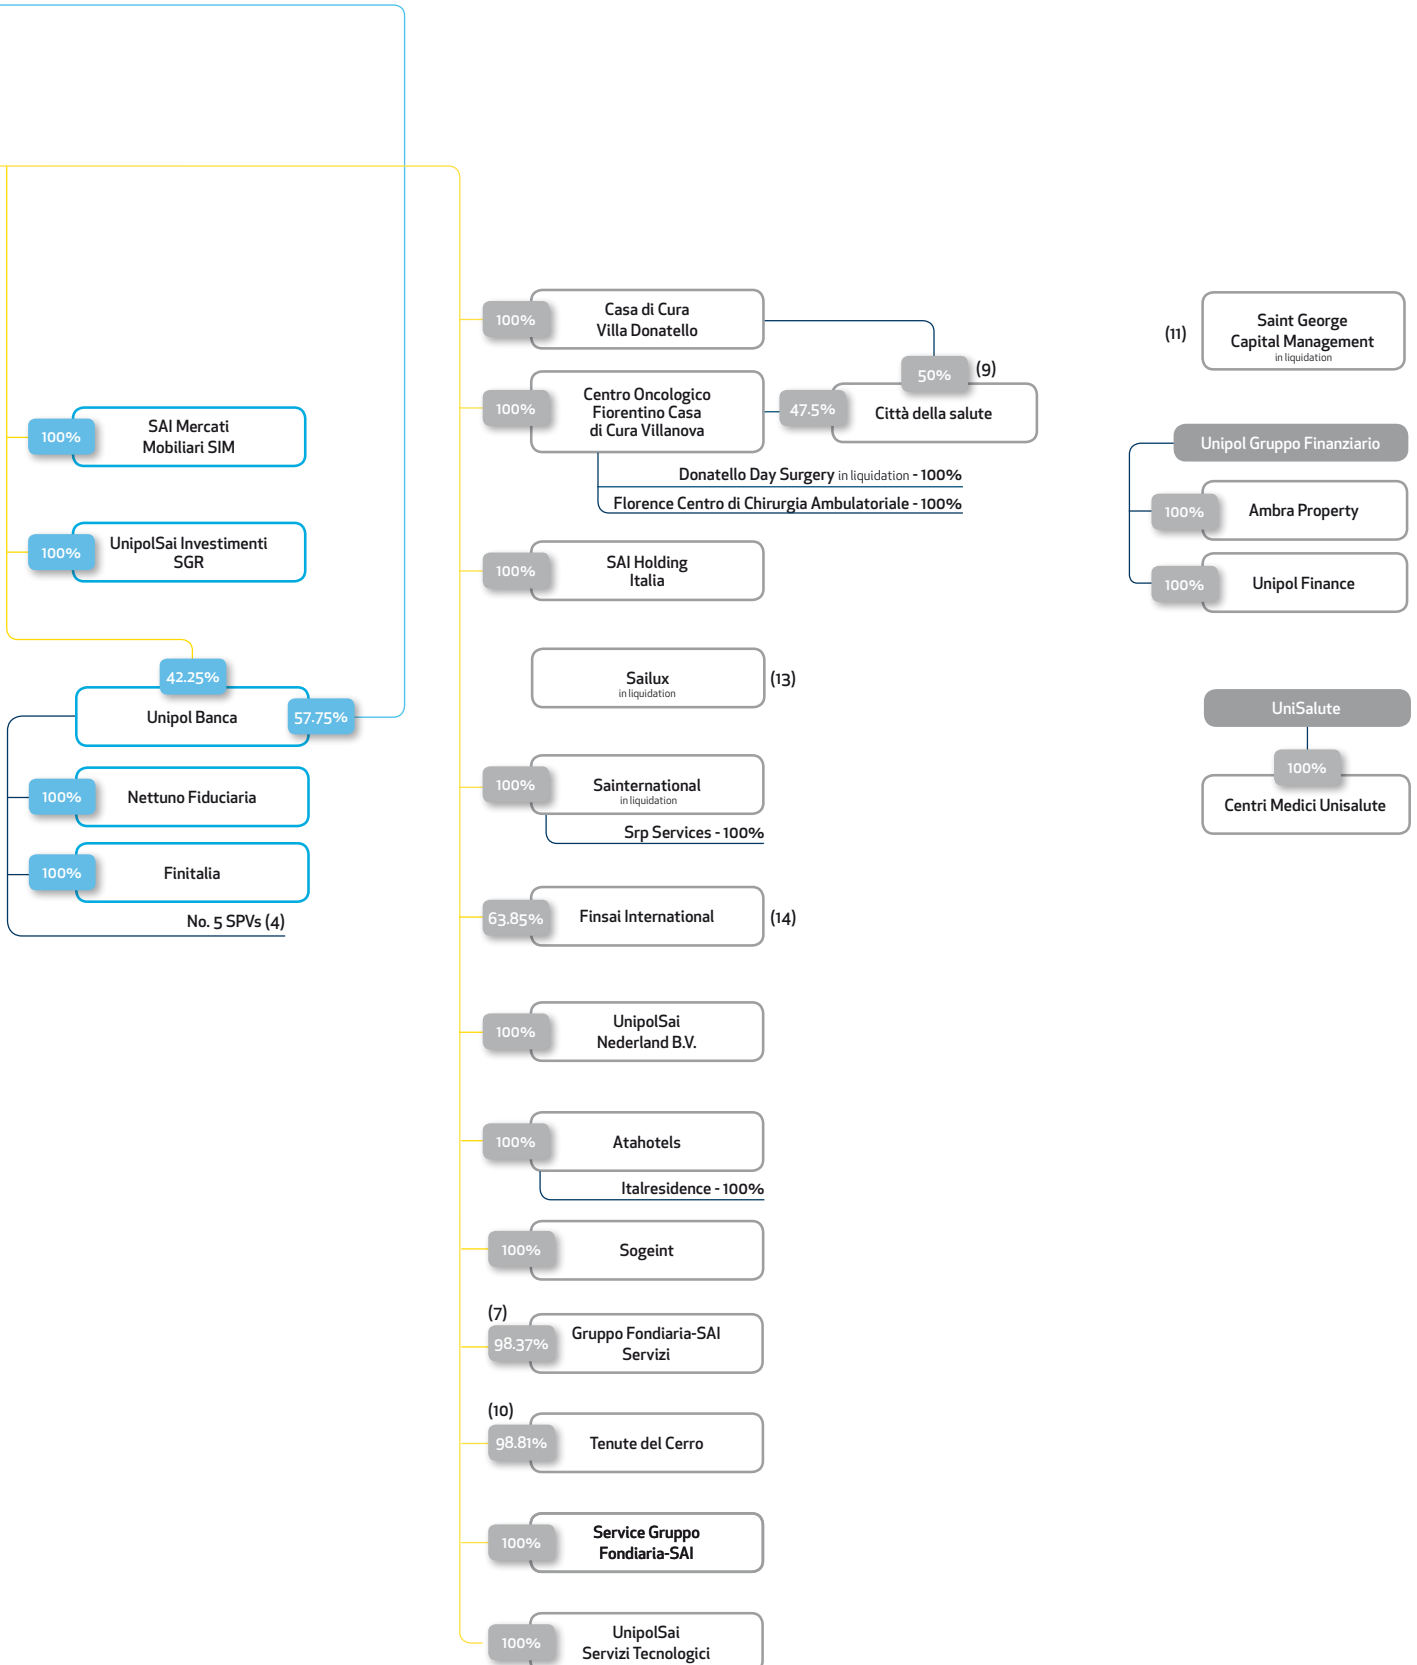 100%
SAI Mercati
Mobiliari SIM
100%
UnipolSai Investimenti
SGR
42.25%
Unipol Banca
57.75%
100%
Nettuno Fiduciaria
100%
Finitalia
No. 5 SPVs (4)
100%
Casa di Cura
Villa Donatello
100%
Centro Oncologico
Fiorentino Casa
di Cura Villanova
50%
(9)
47.5%
Città della salute
Donatello Day Surgery in liquidation - 100%
Florence Centro di Chirurgia Ambulatoriale - 100%
100%
SAI Holding
Italia
Sailux
in liquidation
(13)
100%
Sainternational
in liquidation
Srp Services - 100%
63.85%
Finsai International
(14)
100%
UnipolSai
Nederland B.V.
100%
Atahotels
Italresidence - 100%
100%
Sogeint
(7)
98.37%
Gruppo Fondiaria-SAI
Servizi
(10)
98.81%
Tenute del Cerro
100%
Service Gruppo
Fondiaria-SAI
100%
UnipolSai
Servizi Tecnologici
(11)
Saint George
Capital Management
in liquidation
Unipol Gruppo Finanziario
100%
Ambra Property
100%
Unipol Finance
UniSalute
100%
Centri Medici Unisalute